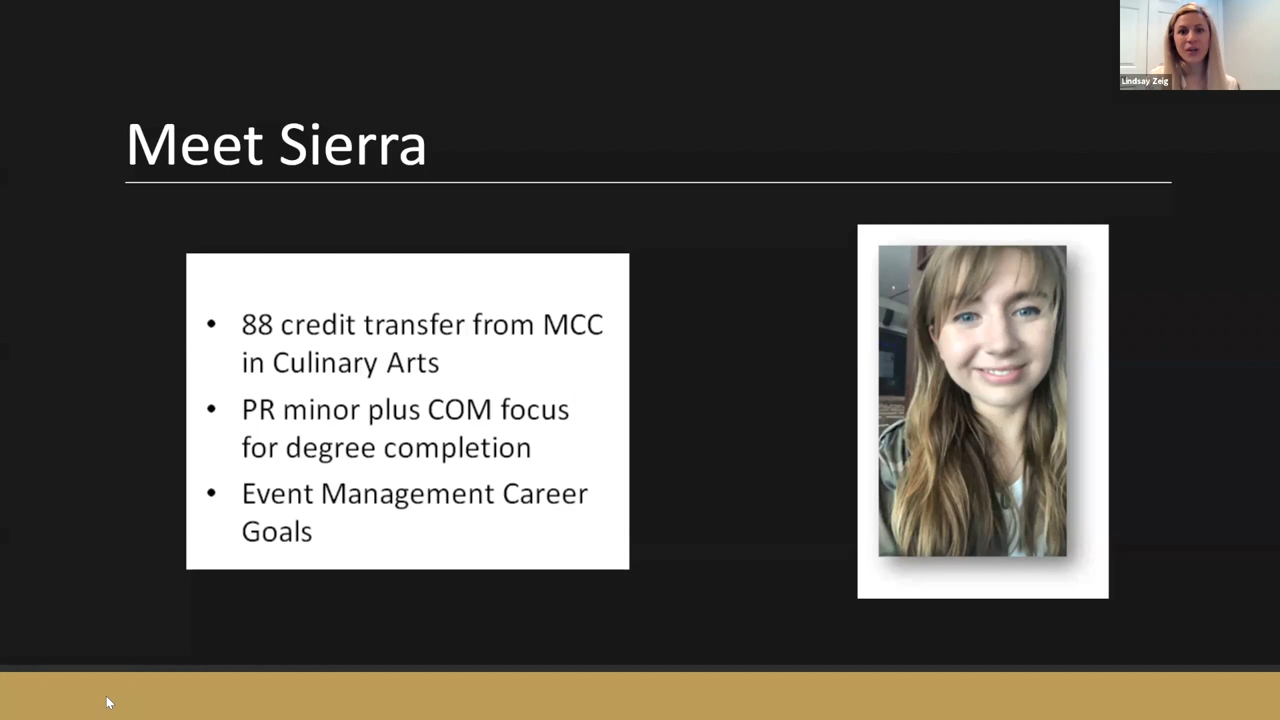 Lindsay Zeig
Meet Sierra
• 88 credit transfer from MCC
in Culinary Arts
• PR minor plus COM focus
for degree completion
• Event Management Career
Goals